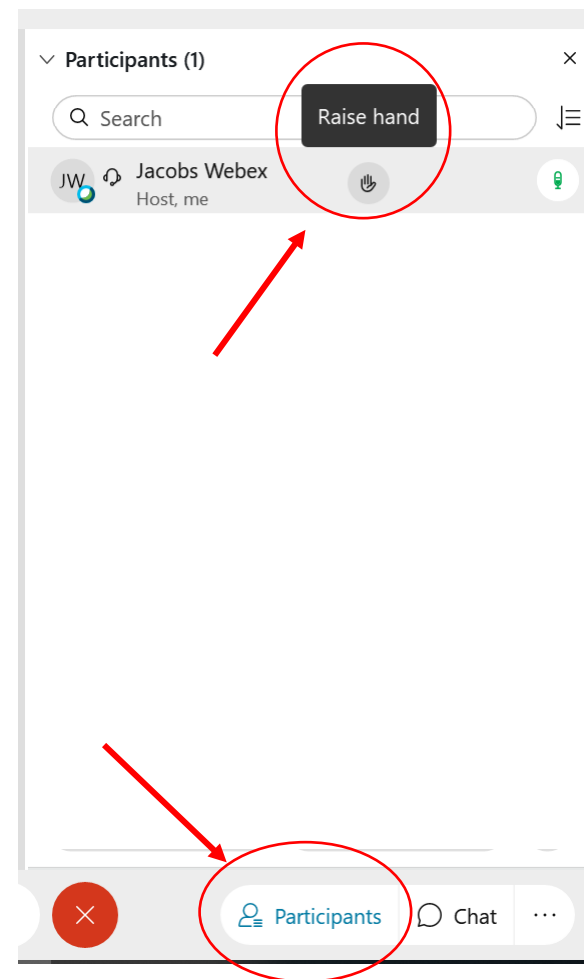 Participants (1)
Search
Raise hand
JW
Jacobs Webex
Host, me
Participants
Chat